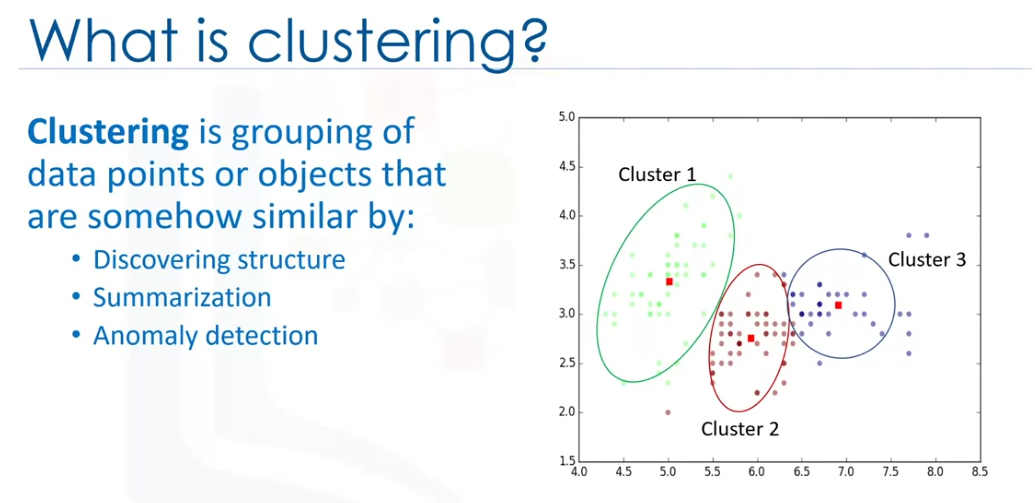 What is clustering?
Clustering is grouping of
data points or objects that
are somehow similar by:
• Discovering structure
• Summarization
• Anomaly detection
5.0
4.5
4.0
3.5
3.0
2.5
2.0
1.5
Cluster 1
Cluster 3
Cluster 2
4.0 4.5 5.0 5.5 6.0 6.5 7.0 7.5 8.0 8.5